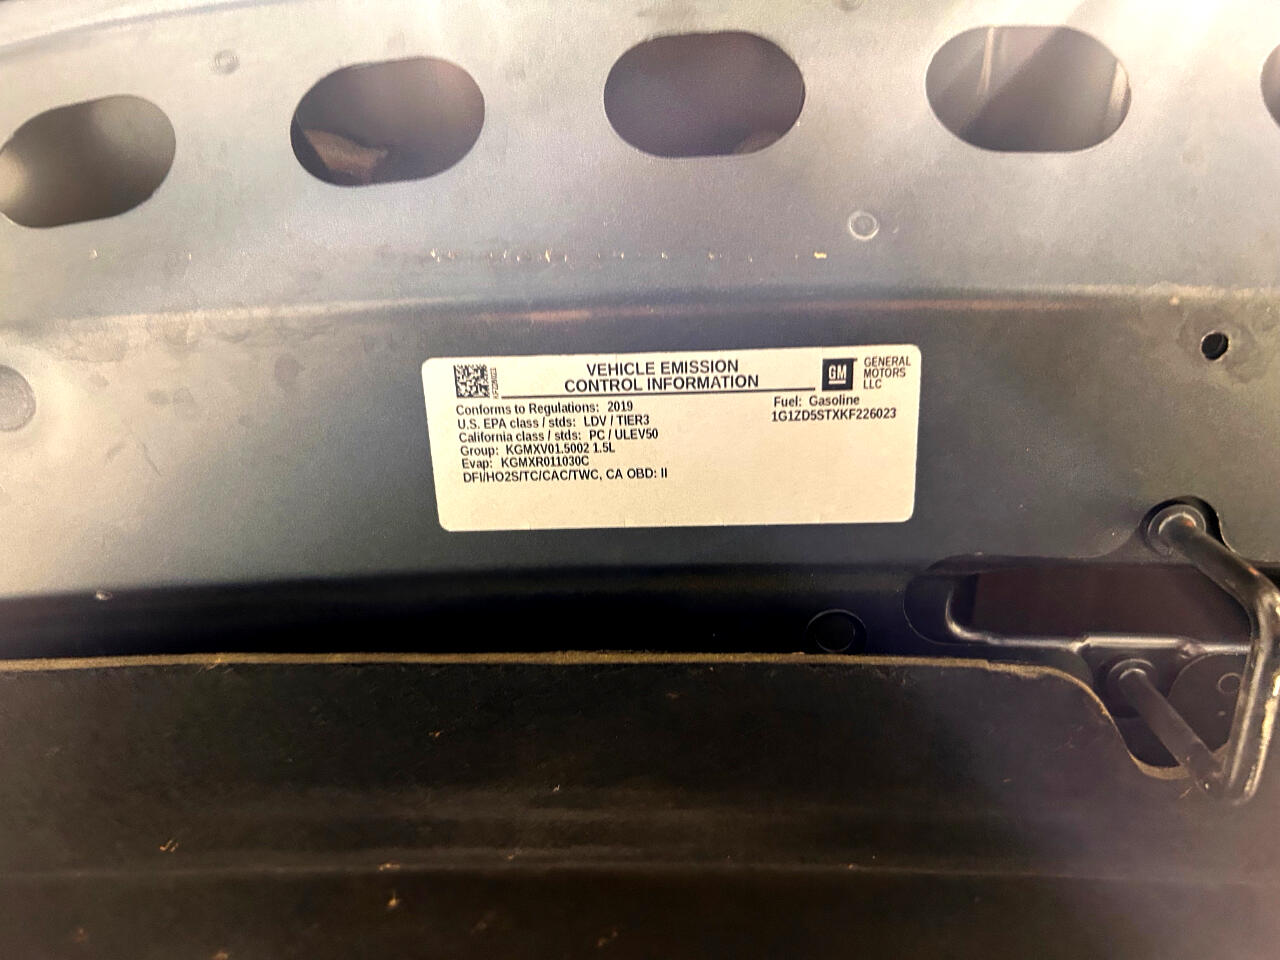 VEHICLE EMISSION
CONTROL INFORMATION
GM
GENERAL
MOTORS
LLC
Conforms to Regulations: 2019
U.S. EPA class / stds: LDV / TIER3
California class / stds: PC / ULEV50
Group: KGMXV01.5002 1.5L
Evap: KGMXR011030C
DFI/HO2S/TC/CAC/TWC, CA OBD: II
Fuel: Gasoline
1G1ZD5STXKF226023